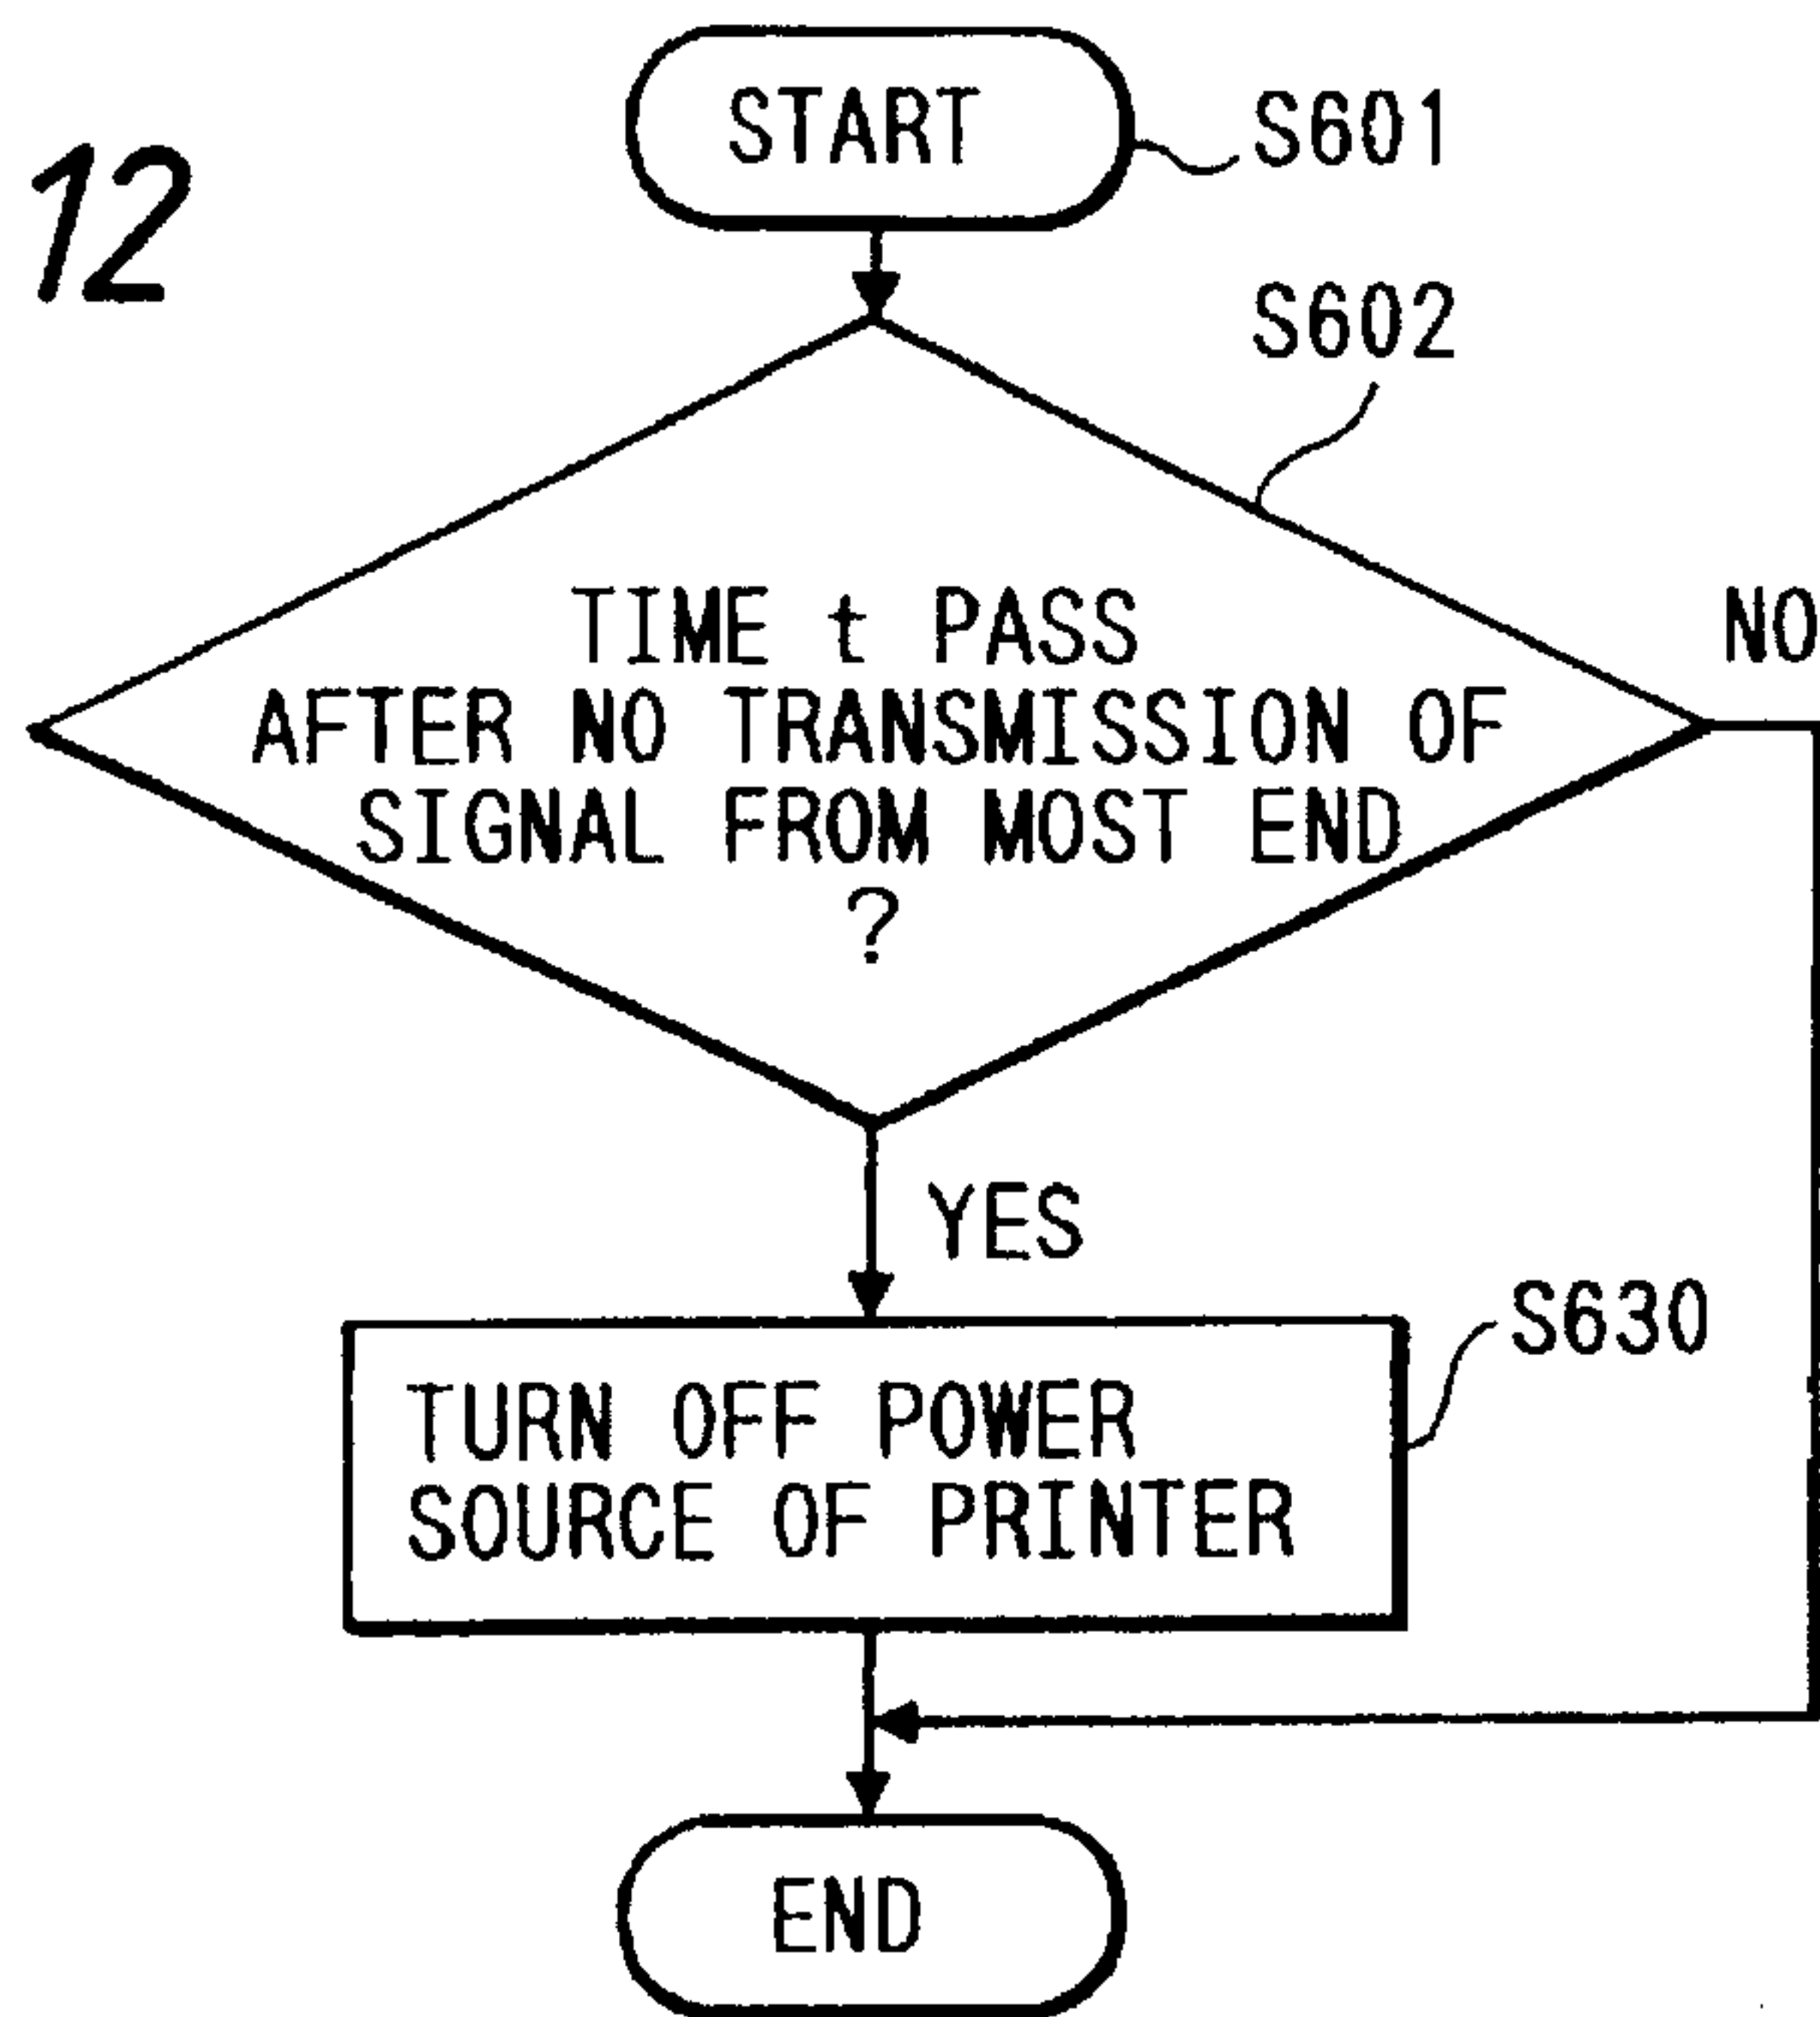 12
START
S601
S602
TIME t PASS
AFTER NO TRANSMISSION OF
SIGNAL FROM MOST END
?
NO
YES
S630
TURN OFF POWER
SOURCE OF PRINTER
END